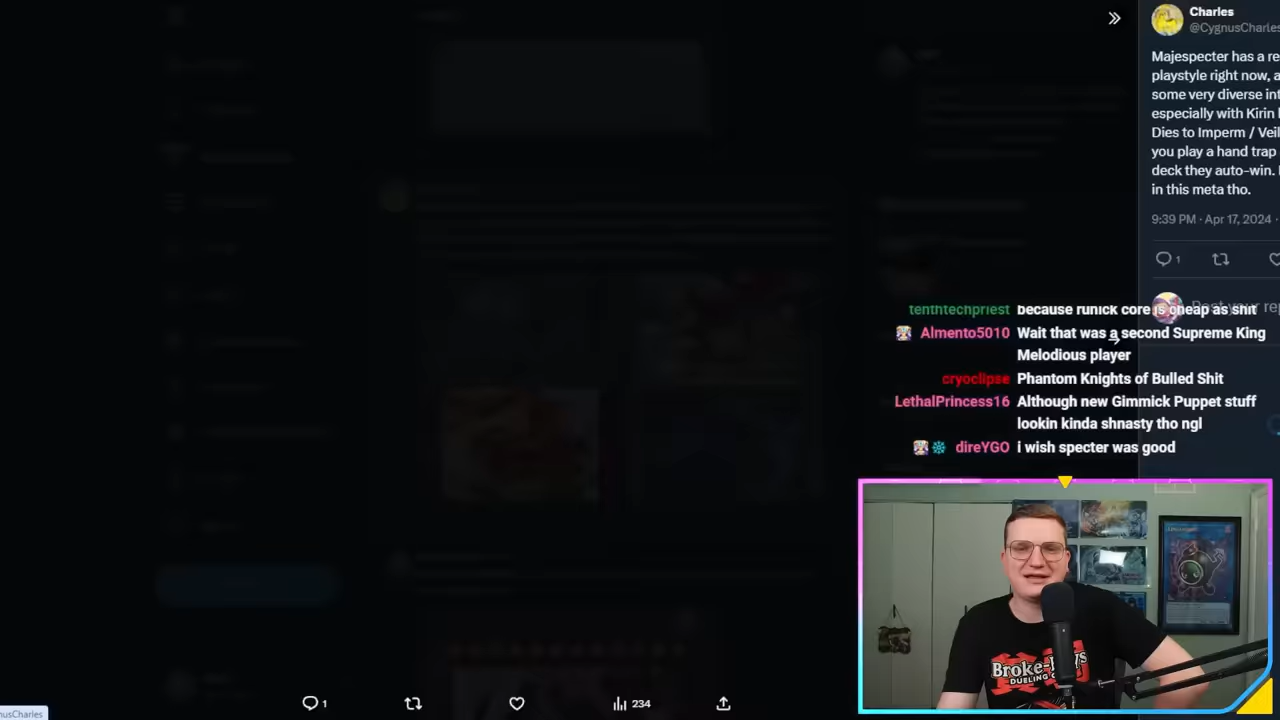 Charles
@CygnusCharles
Majespecter has a re
playstyle right now, a
some very diverse int
especially with Kirin
Dies to Imperm / Veil
you play a hand trap
deck they auto-win.
in this meta tho.
9:39 PM · Apr 17, 2024 ·
1
tenthtechpriest because runick core is cheap as shit
Post your rep
Almento5010 Wait that was a second Supreme King
Melodious player
cryoclipse Phantom Knights of Bulled Shit
LethalPrincess16 Although new Gimmick Puppet stuff
lookin kinda shnasty tho ngl
direYGO i wish specter was good
Broke-Boys
DUELING
1
234
nusCharles